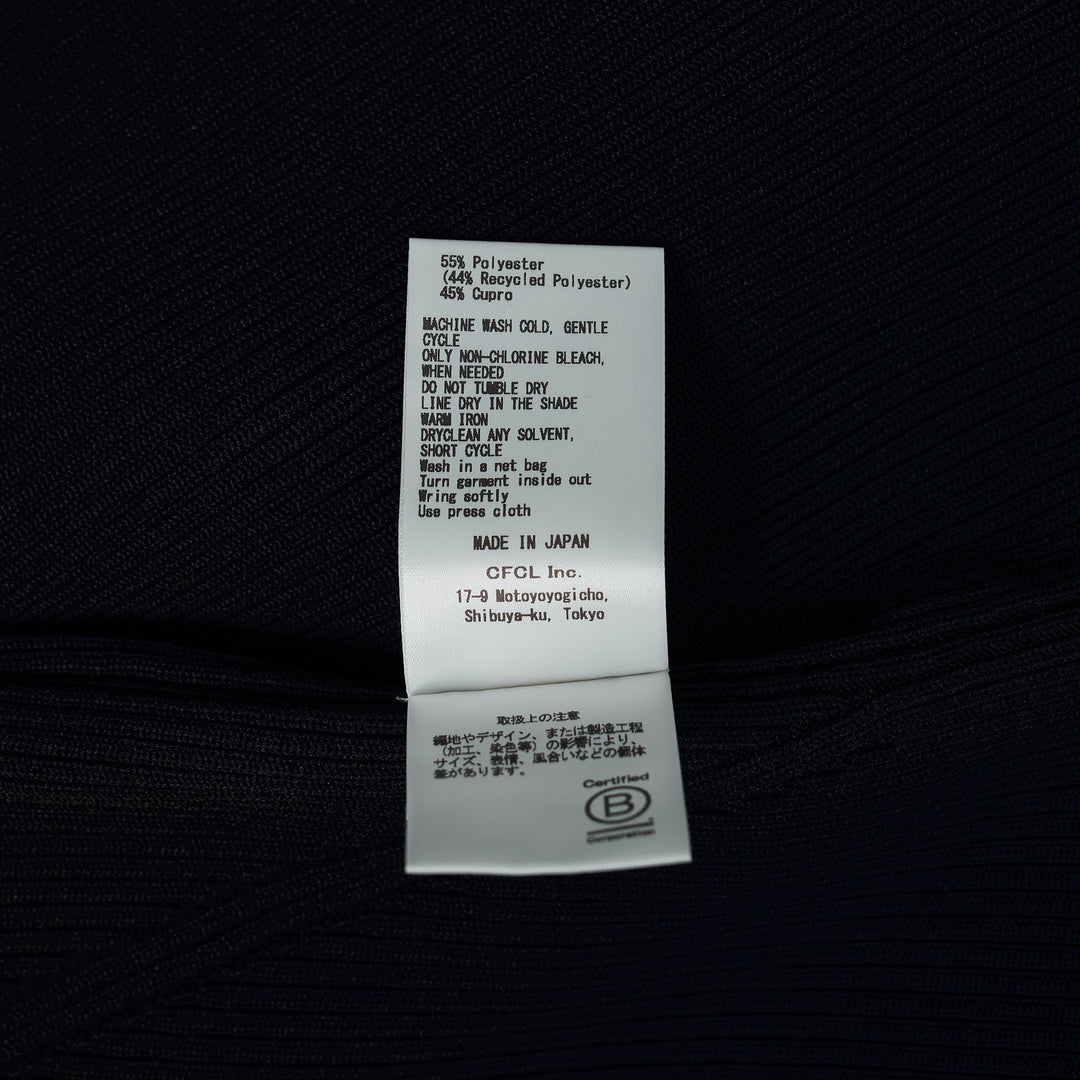 55% Polyester
(44% Recycled Polyester)
45% Cupro
MACHINE WASH COLD, GENTLE
CYCLE
ONLY NON-CHLORINE BLEACH,
WHEN NEEDED
DO NOT TUMBLE DRY
LINE DRY IN THE SHADE
WARM IRON
DRYCLEAN ANY SOLVENT,
SHORT CYCLE
Wash in a net bag
Turn garment inside out
Wring softly
Use press cloth
MADE IN JAPAN
CFCL Inc.
17-9 Motoyoyogicho,
Shibuya-ku, Tokyo
取扱上の注意
編地やデザイン、または製造工程
(加工、染色等)の影響により、
サイズ、表情、風合いなどの個体
差があります。
Certified
B
Corporation